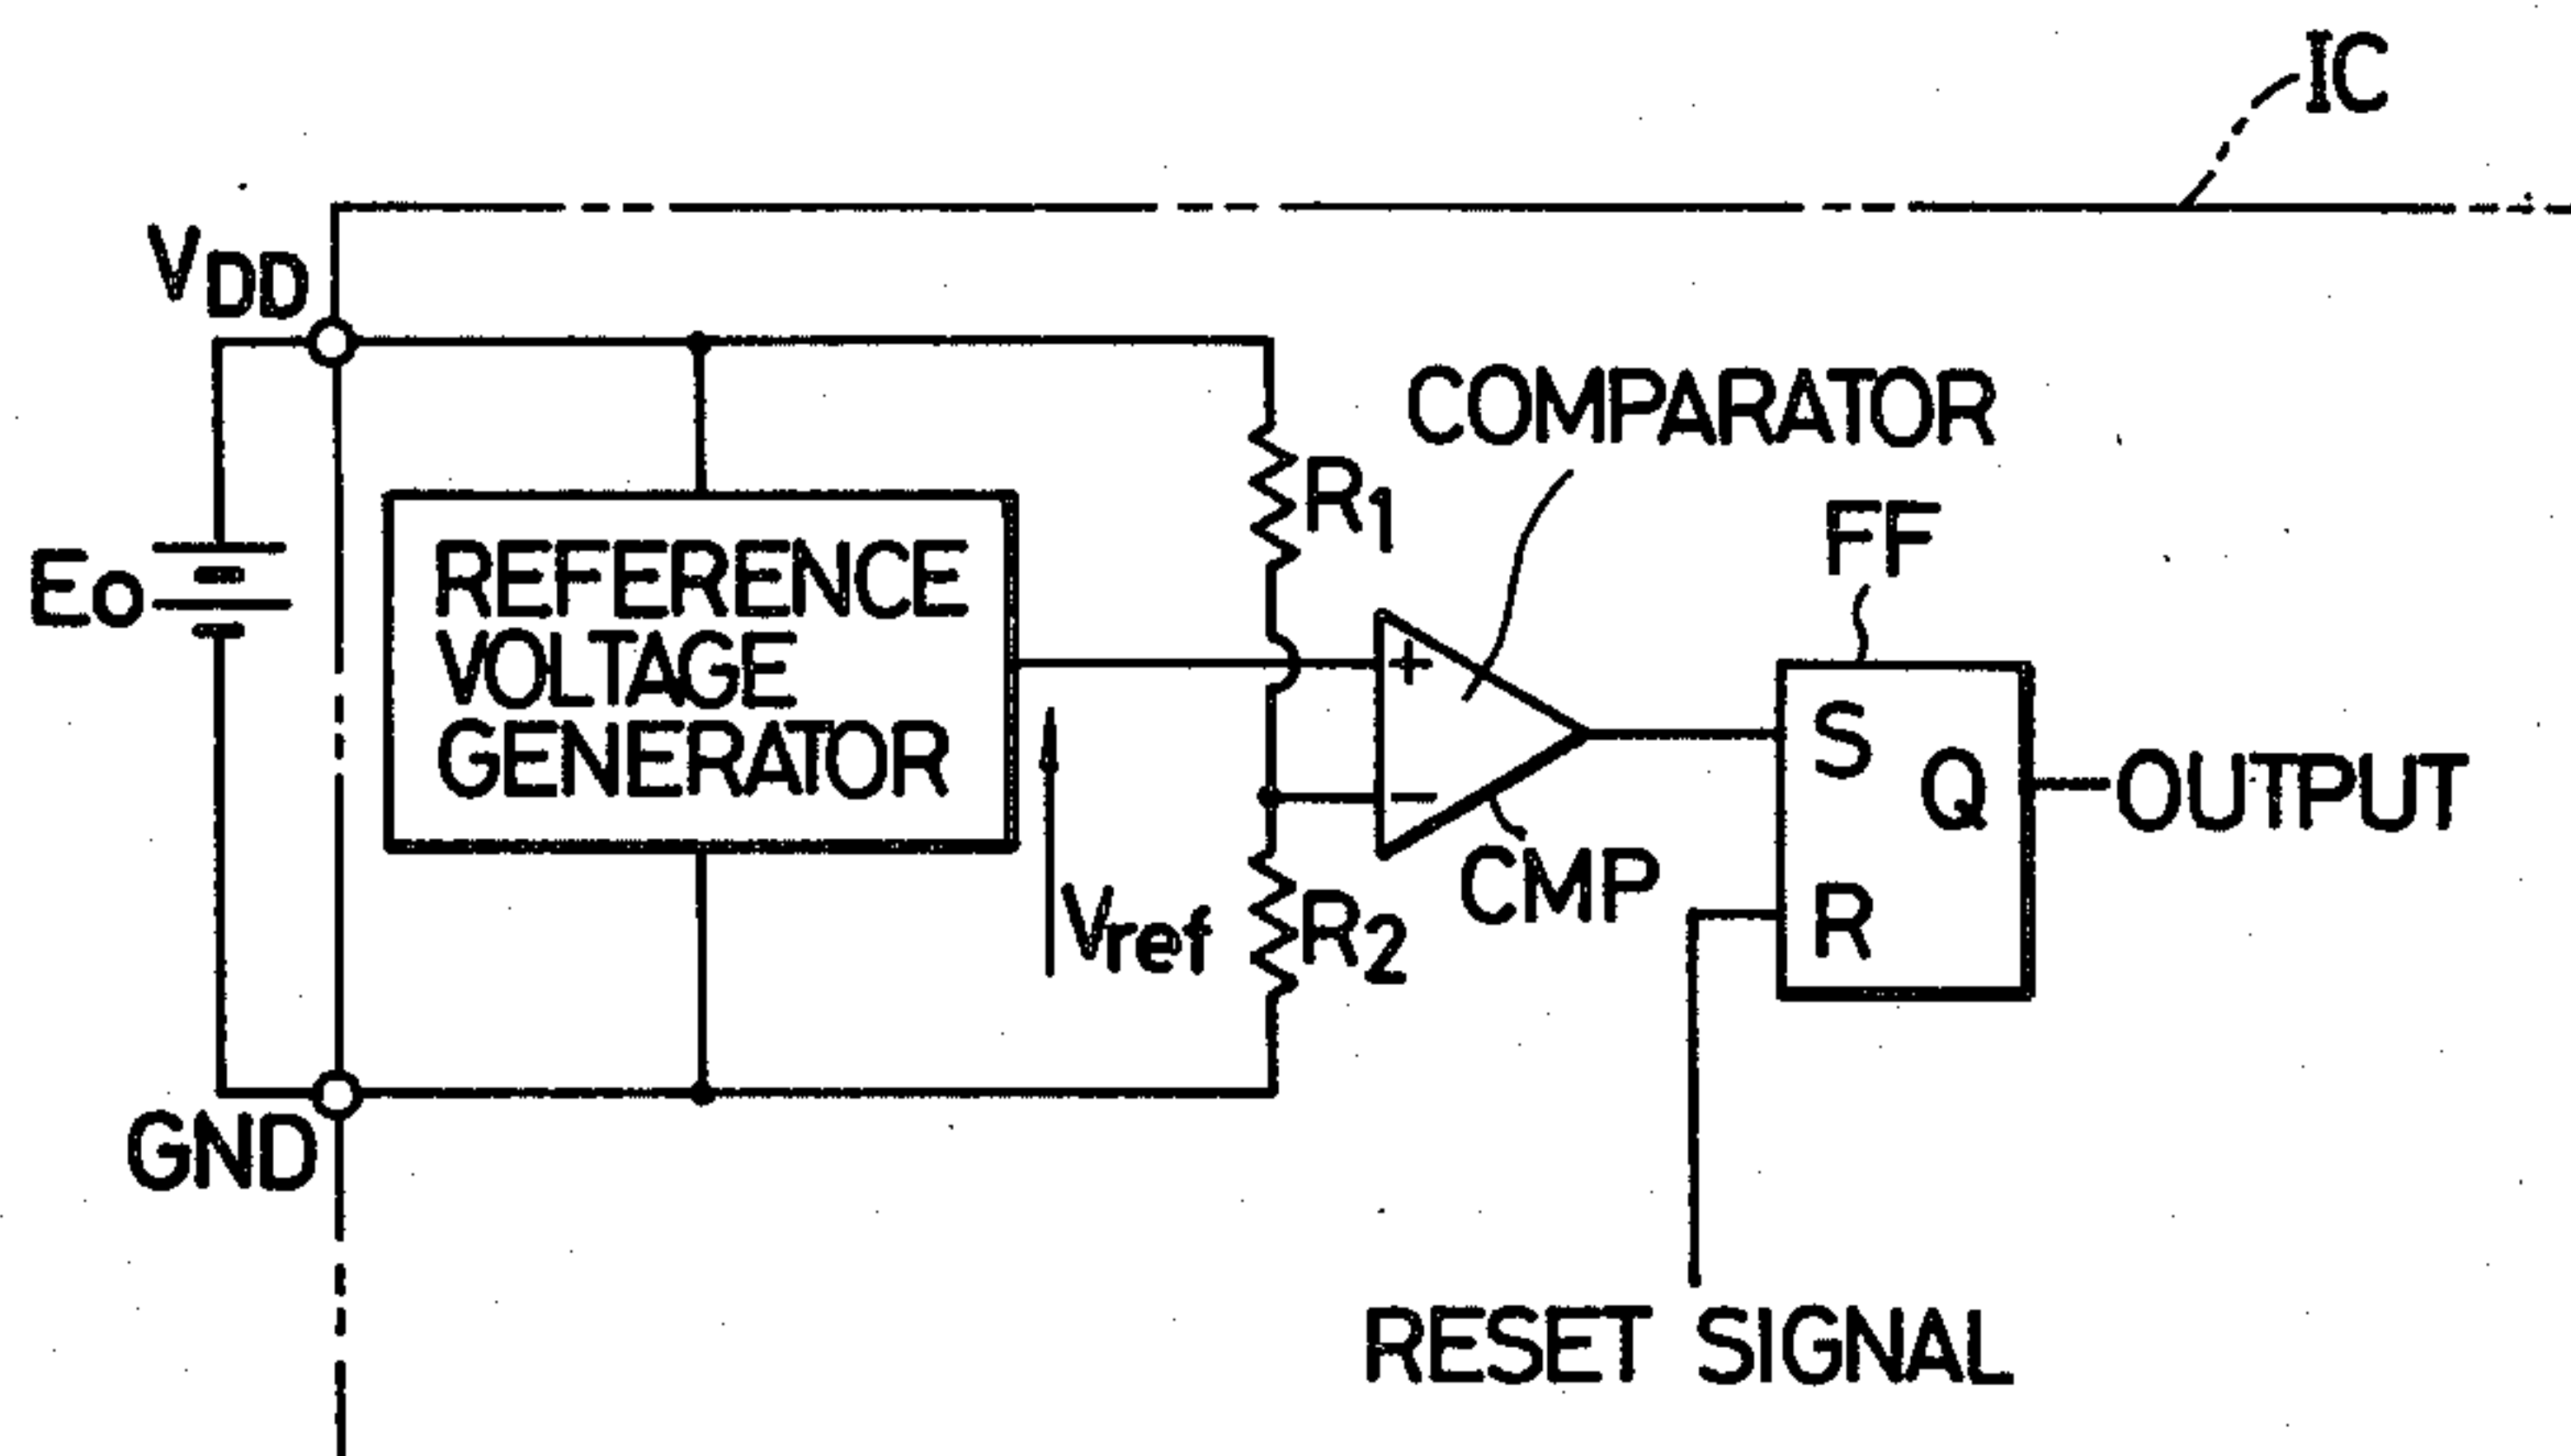 IC
VDD
COMPARATOR
R1
FF
Eo
REFERENCE
VOLTAGE
GENERATOR
+
S
Q
OUTPUT
−
CMP
R
Vref
R2
GND
RESET SIGNAL